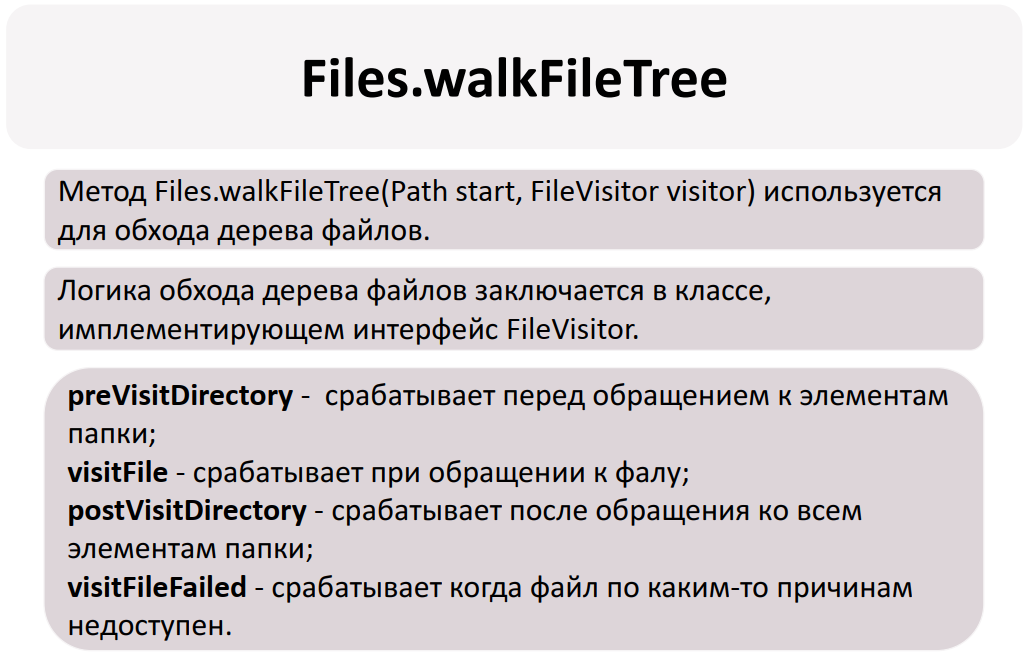 Files.walkFileTree
Метод Files.walkFileTree(Path start, FileVisitor visitor) используется
для обхода дерева файлов.
Логика обхода дерева файлов заключается в классе,
имплементирующем интерфейс FileVisitor.
preVisitDirectory -  срабатывает перед обращением к элементам
папки;
visitFile - срабатывает при обращении к фалу;
postVisitDirectory - срабатывает после обращения ко всем
элементам папки;
visitFileFailed - срабатывает когда файл по каким-то причинам
недоступен.